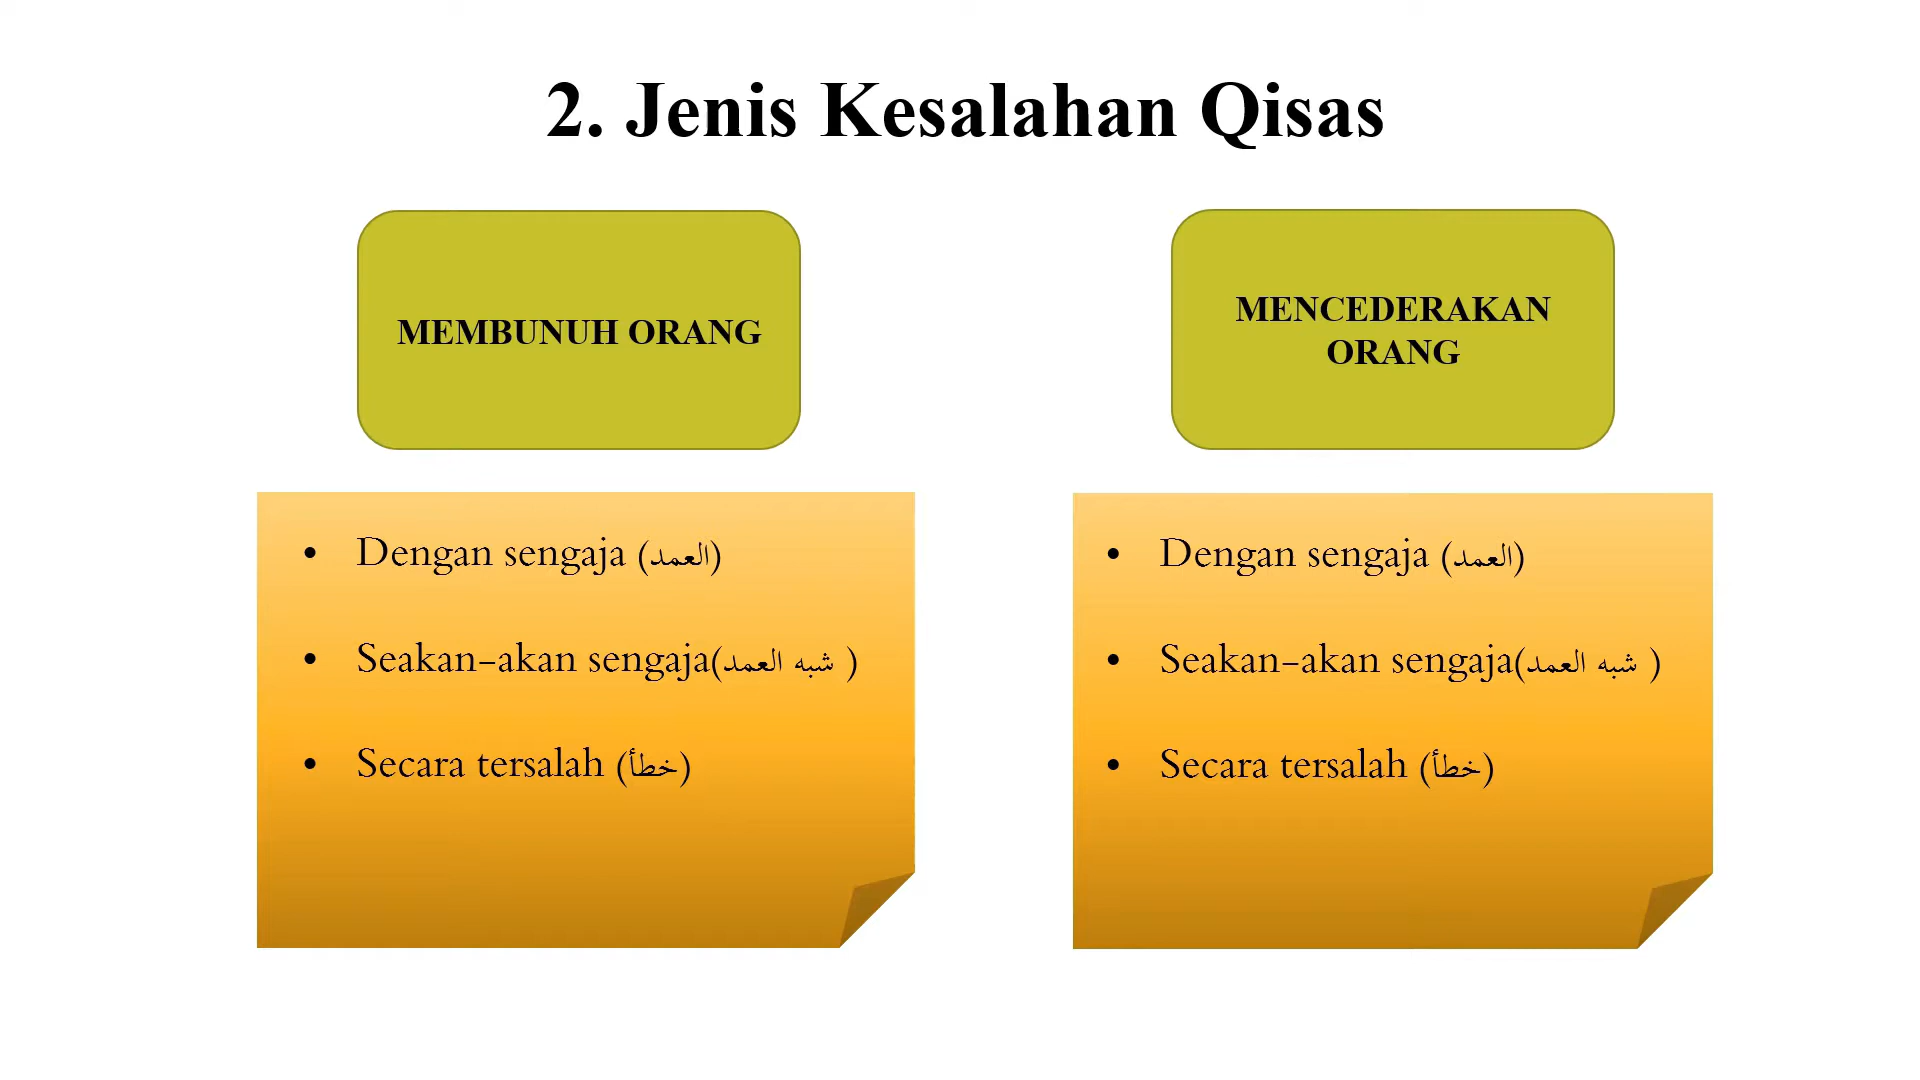 2. Jenis Kesalahan Qisas
MEMBUNUH ORANG
• Dengan sengaja (العمد)
• Seakan-akan sengaja(شبه العمد )
• Secara tersalah (خطأ)
MENCEDERAKAN
ORANG
• Dengan sengaja (العمد)
• Seakan-akan sengaja(شبه العمد )
• Secara tersalah (خطأ)